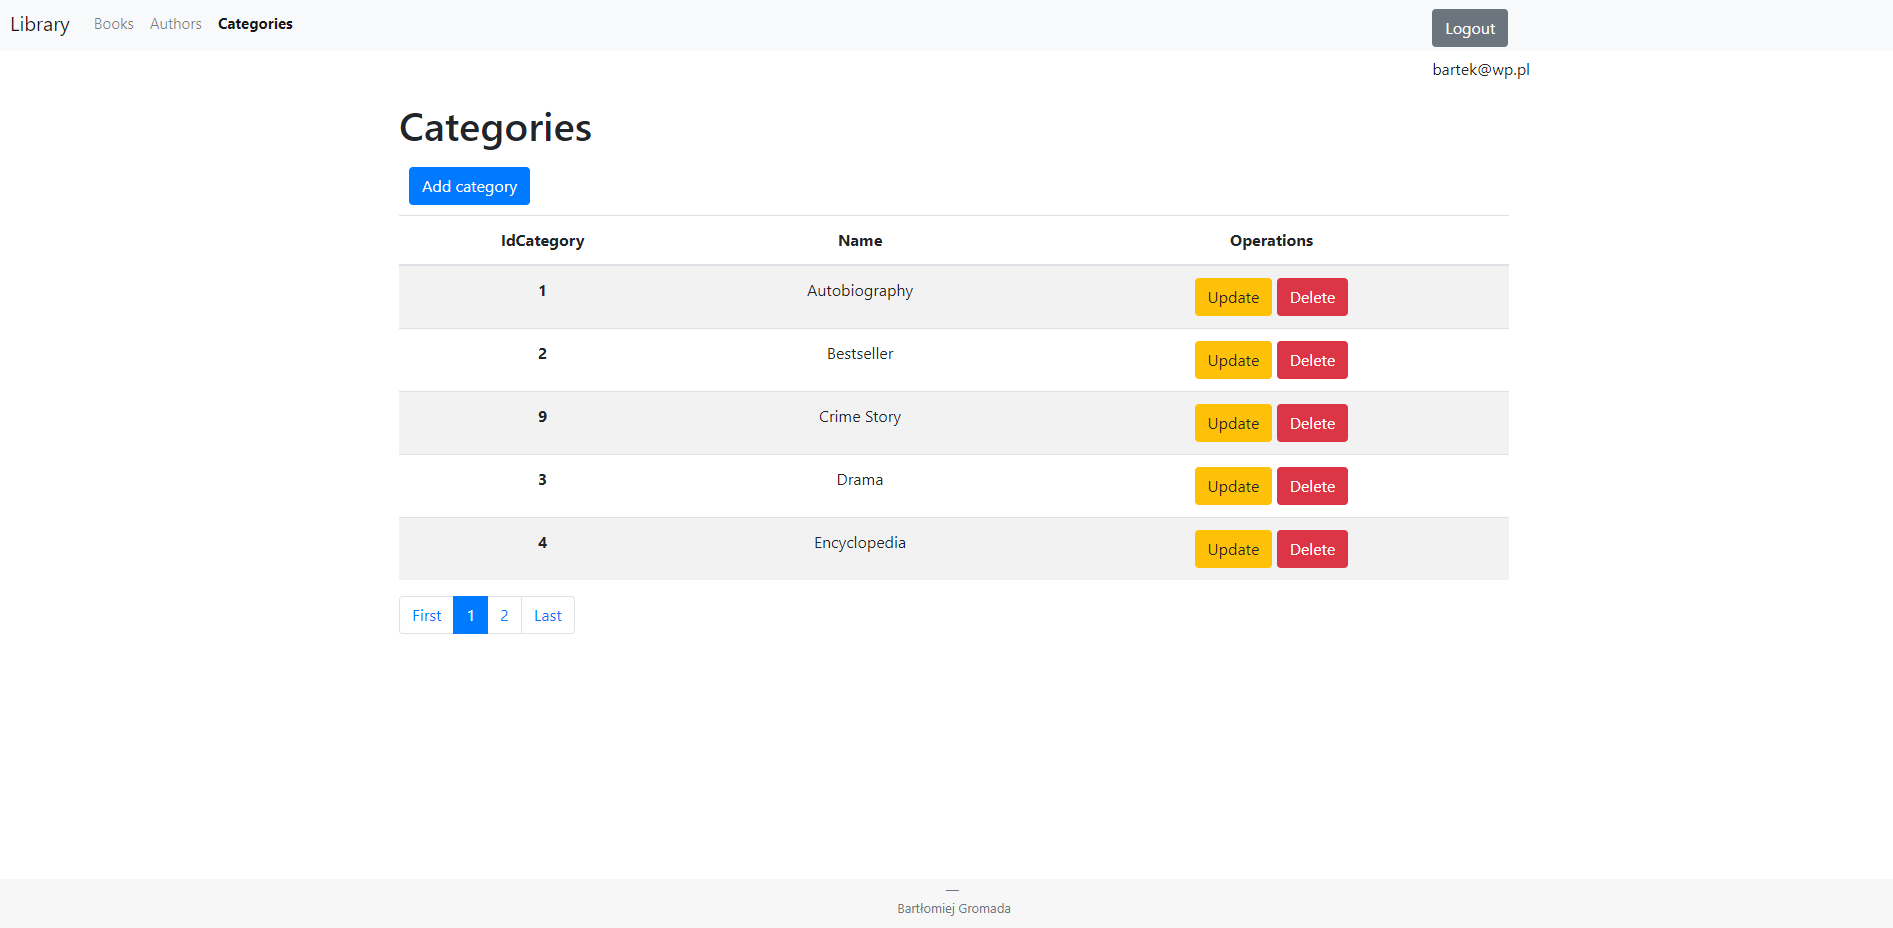 Library Books Authors Categories Logout
bartek@wp.pl
Categories
Add category
IdCategory Name Operations
1 Autobiography Update Delete
2 Bestseller Update Delete
9 Crime Story Update Delete
3 Drama Update Delete
4 Encyclopedia Update Delete
First 1 2 Last
—
Bartłomiej Gromada